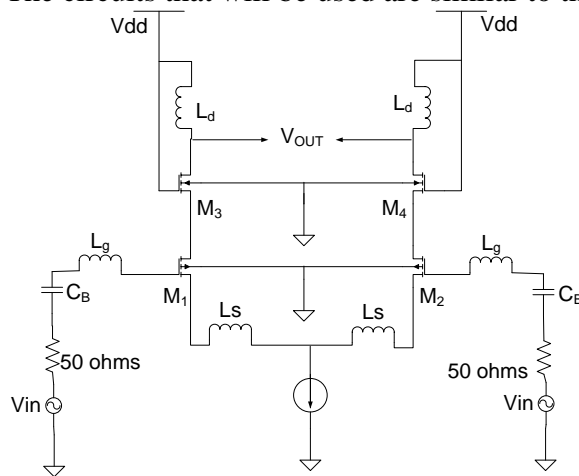 The circuits that will be used are similar to th
Vdd Vdd
Ld Ld
VOUT
M3 M4
Lg Lg
M1 M2
CB CB
Ls Ls
50 ohms 50 ohms
Vin Vin